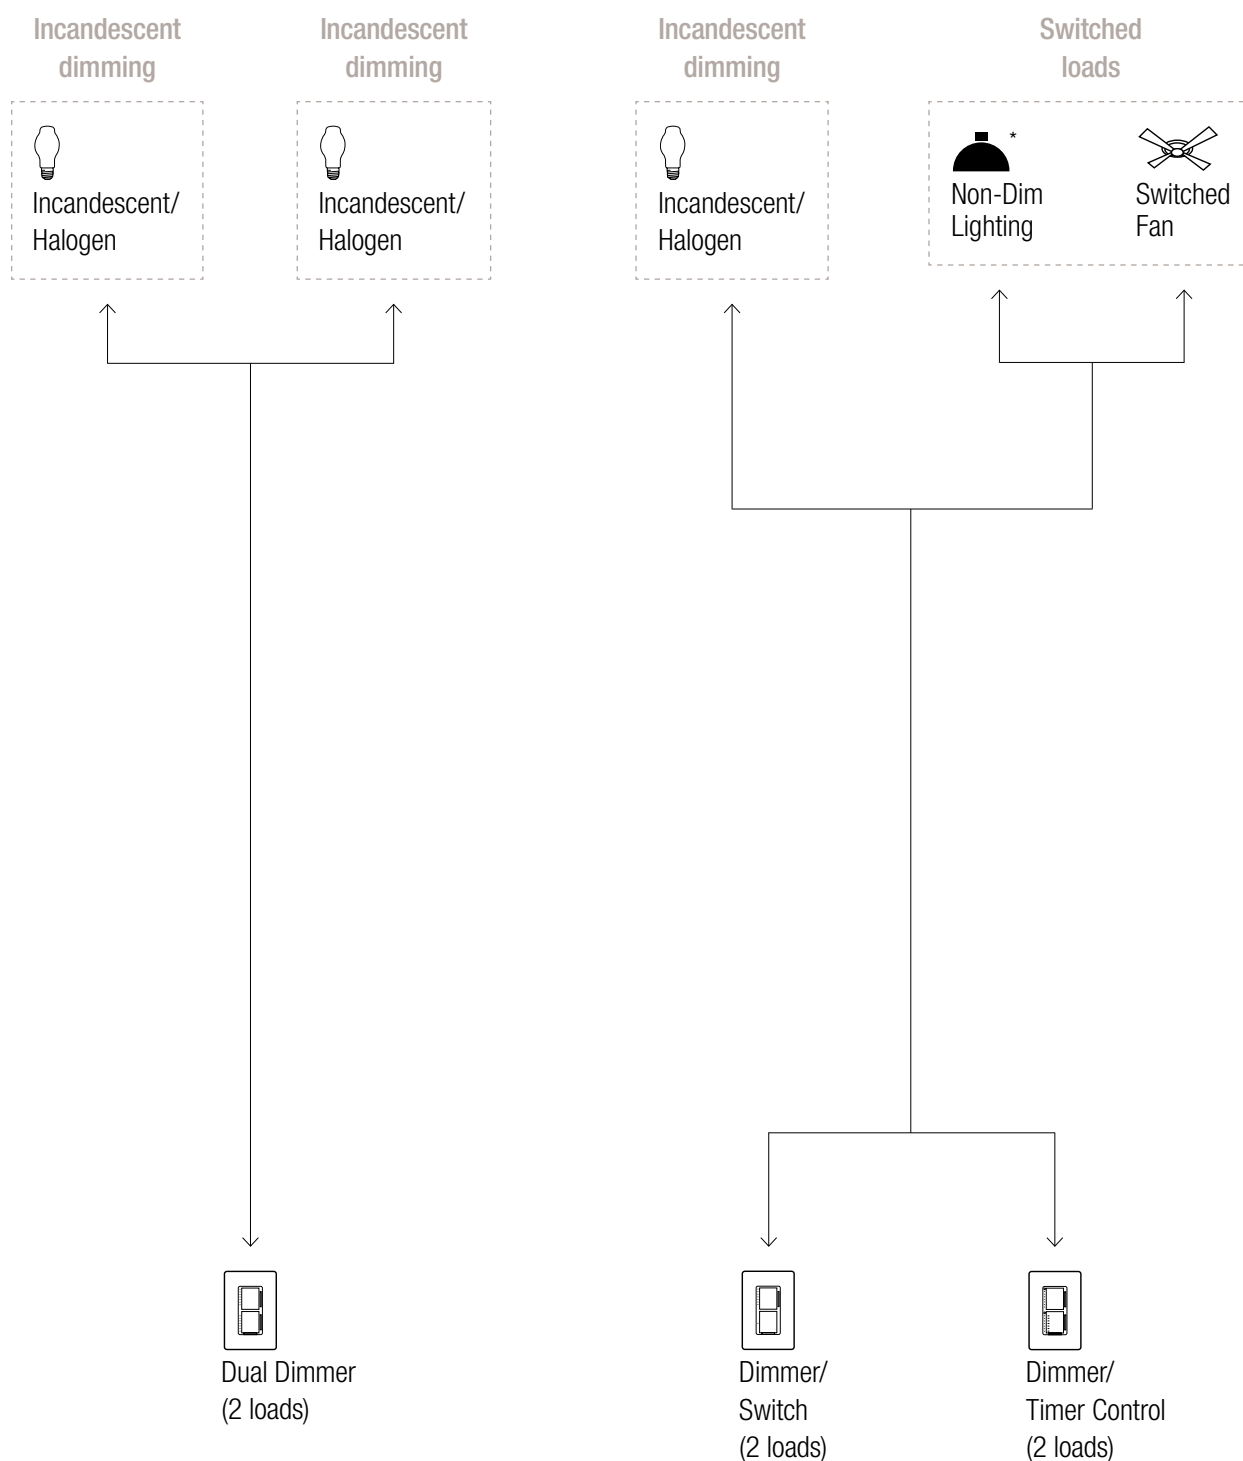 Incandescent
dimming
Incandescent
dimming
Incandescent
dimming
Switched
loads
Incandescent/
Halogen
Incandescent/
Halogen
Incandescent/
Halogen
*
Non-Dim
Lighting
Switched
Fan
Dual Dimmer
(2 loads)
Dimmer/
Switch
(2 loads)
Dimmer/
Timer Control
(2 loads)